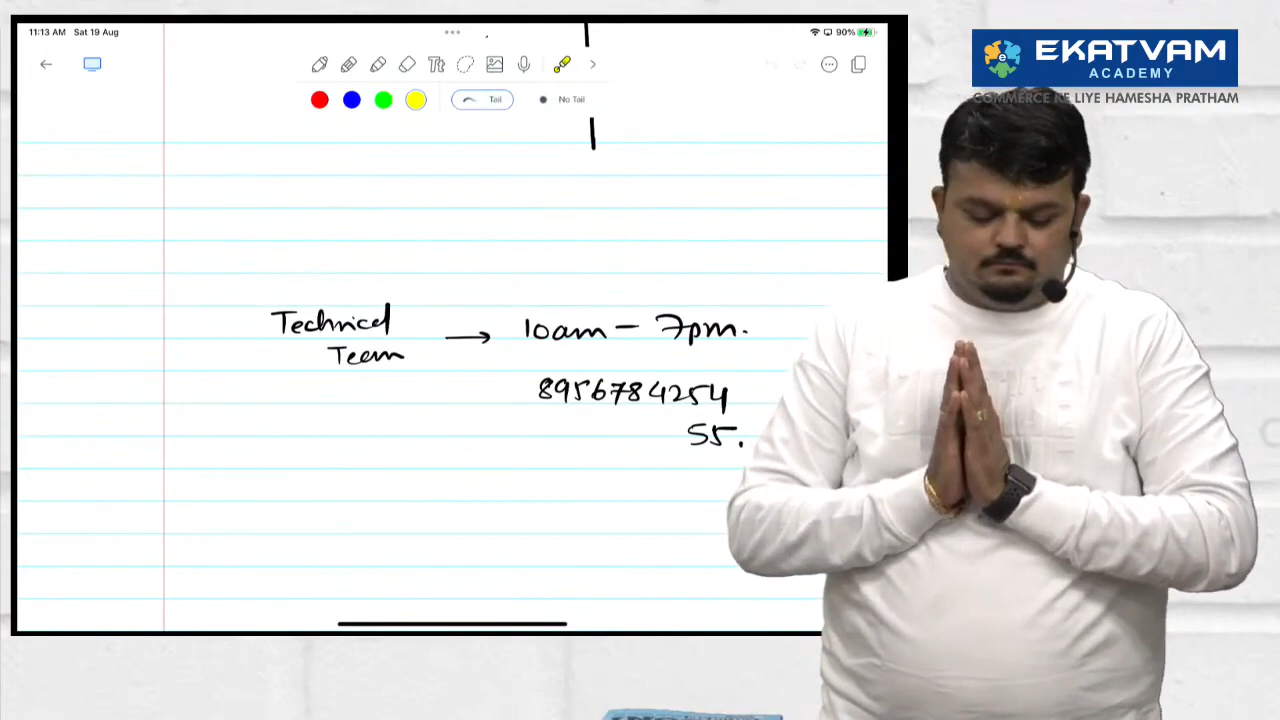 11:13 AM Sat 19 Aug
90%
EKATVAM
ACADEMY
COMMERCE KE LIYE HAMESHA PRATHAM
Tt
Tail
No Tail
Technical
Team
→ 10am – 7pm.
8956784254
55.